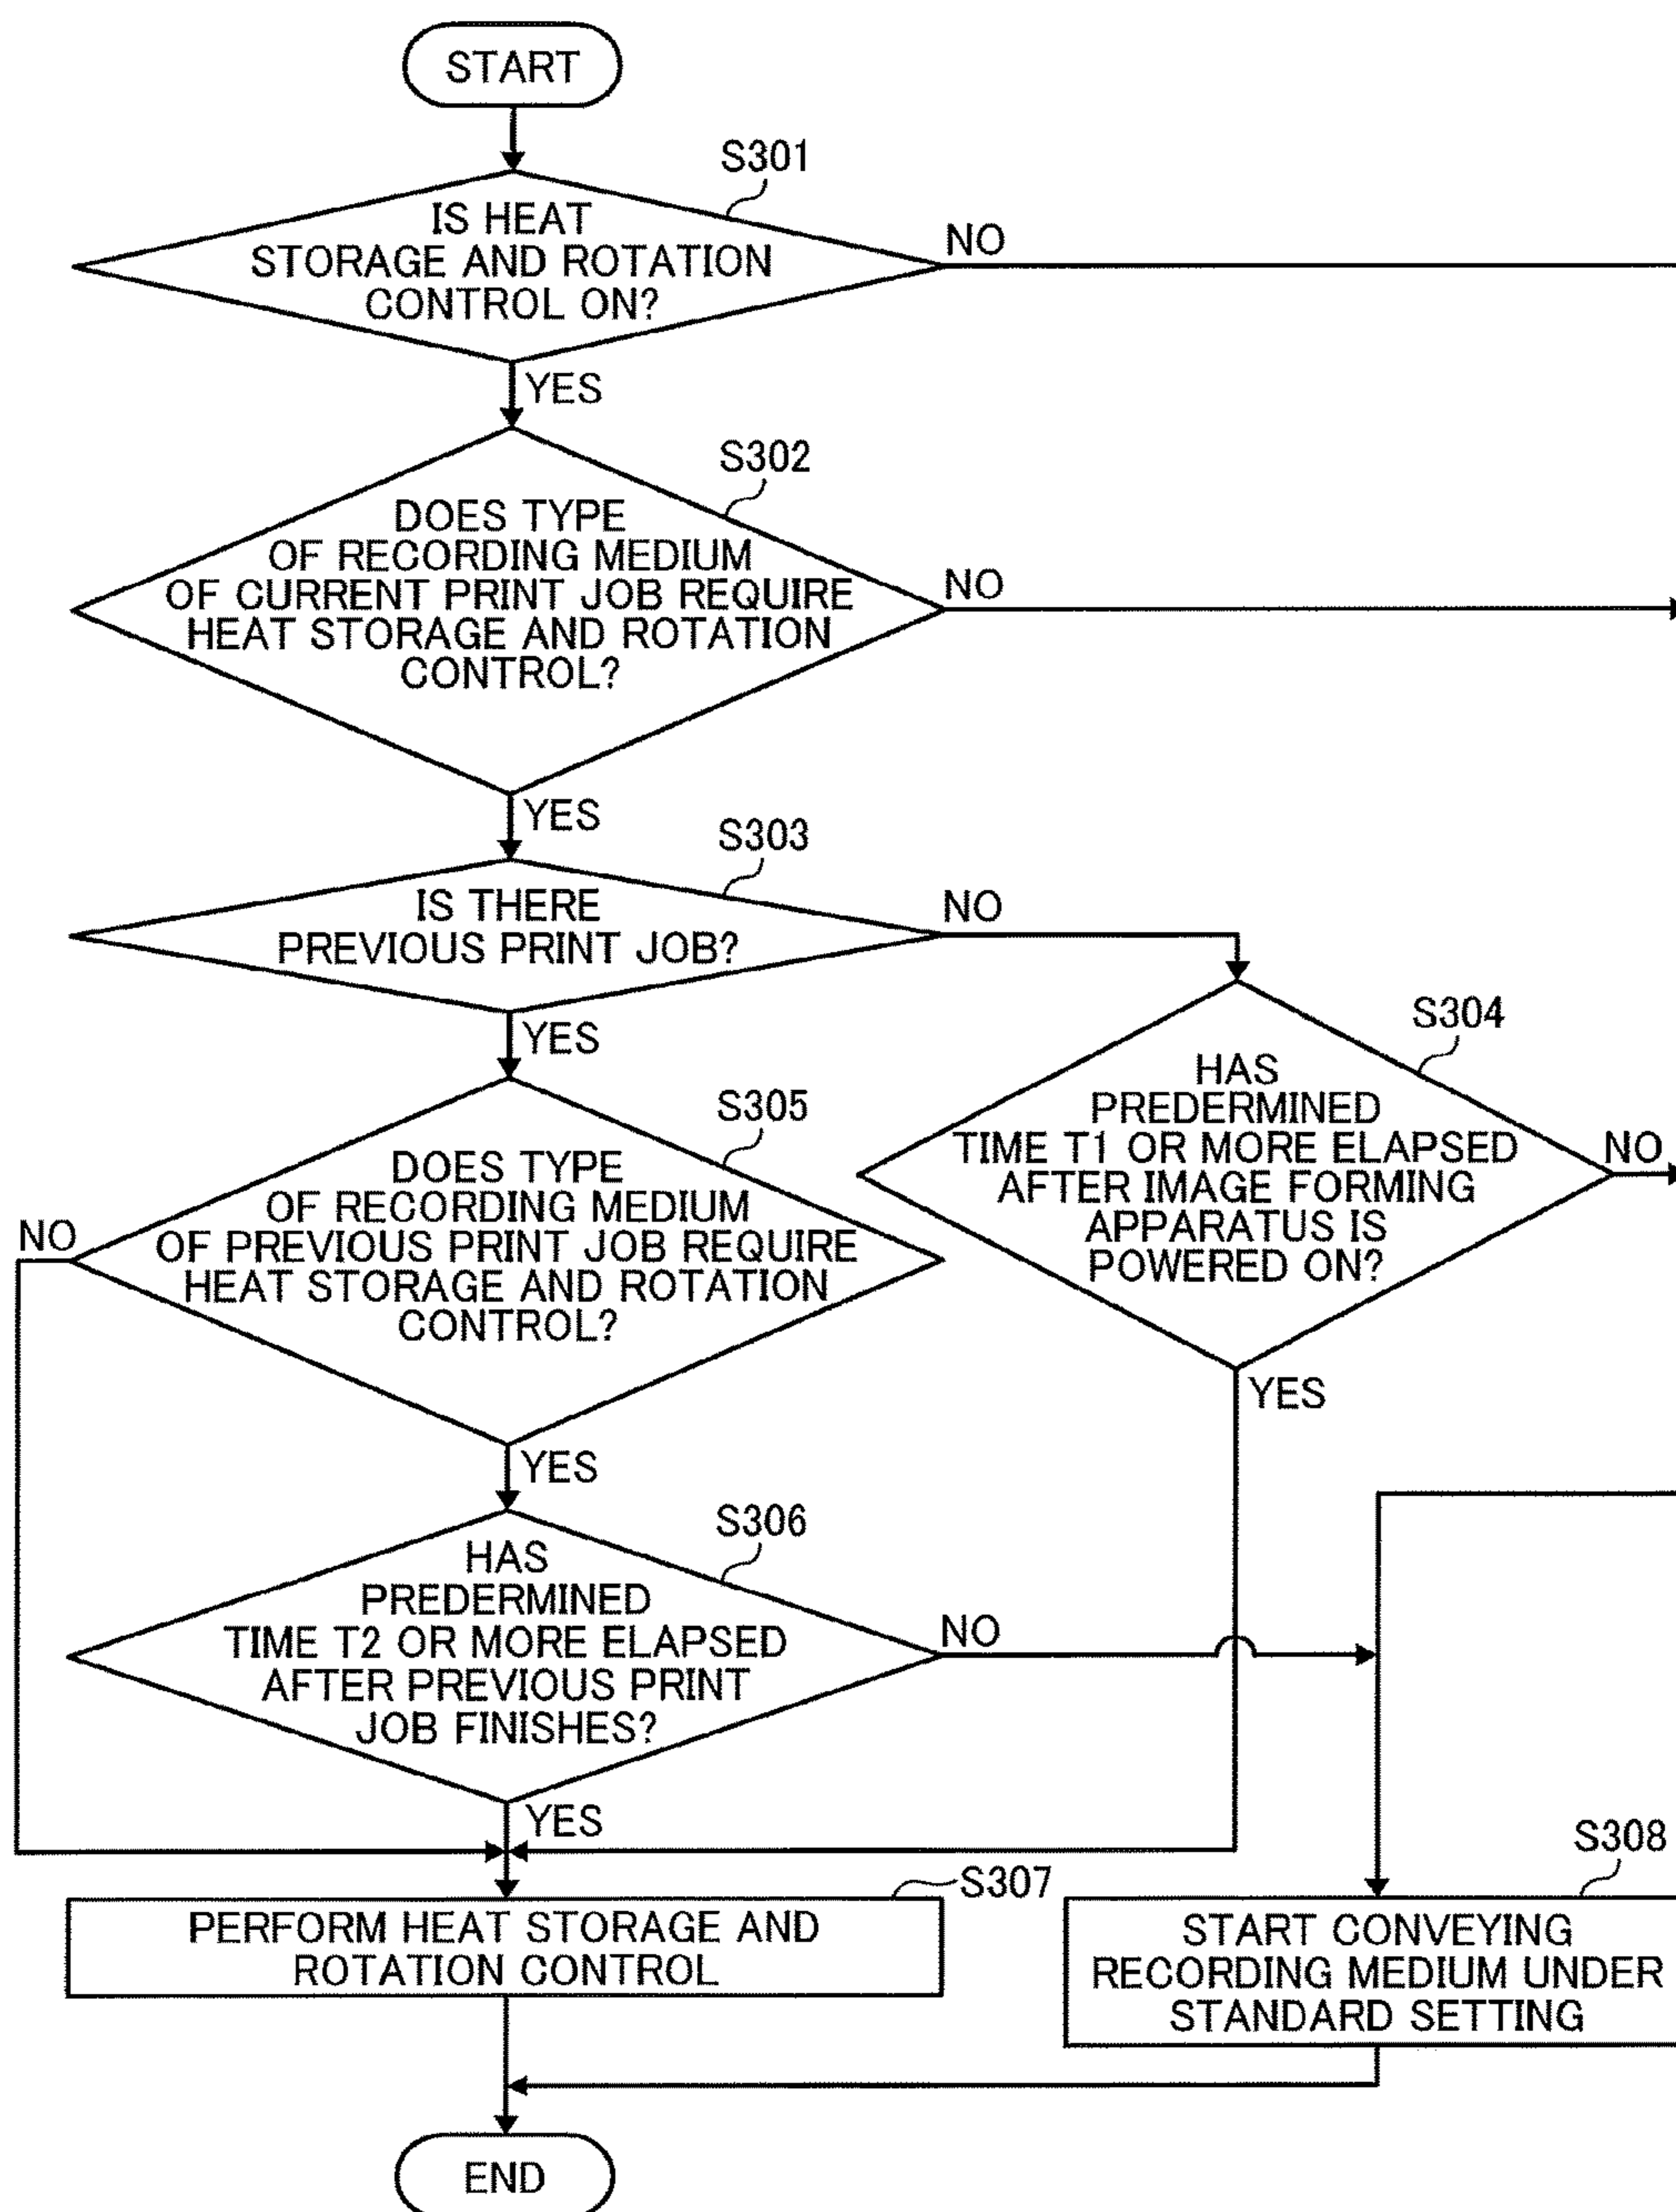 START
S301
IS HEAT
STORAGE AND ROTATION
CONTROL ON?
NO
YES
S302
DOES TYPE
OF RECORDING MEDIUM
OF CURRENT PRINT JOB REQUIRE
HEAT STORAGE AND ROTATION
CONTROL?
NO
YES
S303
IS THERE
PREVIOUS PRINT JOB?
NO
YES
S304
HAS
PREDERMINED
TIME T1 OR MORE ELAPSED
AFTER IMAGE FORMING
APPARATUS IS
POWERED ON?
NO
YES
S305
DOES TYPE
OF RECORDING MEDIUM
OF PREVIOUS PRINT JOB REQUIRE
HEAT STORAGE AND ROTATION
CONTROL?
NO
YES
S306
HAS
PREDERMINED
TIME T2 OR MORE ELAPSED
AFTER PREVIOUS PRINT
JOB FINISHES?
NO
YES
S307
PERFORM HEAT STORAGE AND
ROTATION CONTROL
S308
START CONVEYING
RECORDING MEDIUM UNDER
STANDARD SETTING
END